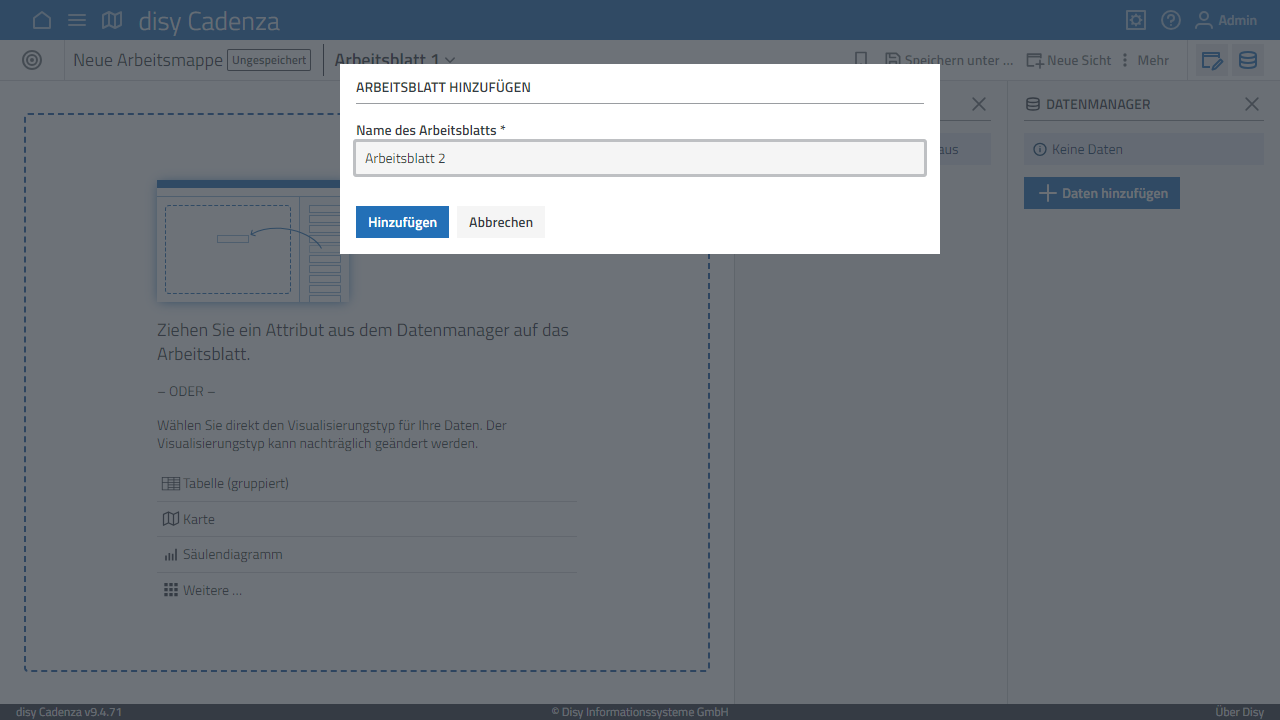 disy Cadenza
Admin
Neue Arbeitsmappe Ungespeichert Arbeitsblatt 1
Speichern unter ... Neue Sicht Mehr
ARBEITSBLATT HINZUFÜGEN
Name des Arbeitsblatts *
Arbeitsblatt 2
Hinzufügen Abbrechen
aus
DATENMANAGER
Keine Daten
Daten hinzufügen
Ziehen Sie ein Attribut aus dem Datenmanager auf das
Arbeitsblatt.
– ODER –
Wählen Sie direkt den Visualisierungstyp für Ihre Daten. Der
Visualisierungstyp kann nachträglich geändert werden.
Tabelle (gruppiert)
Karte
Säulendiagramm
Weitere ...
disy Cadenza v9.4.71
© Disy Informationssysteme GmbH
Über Disy